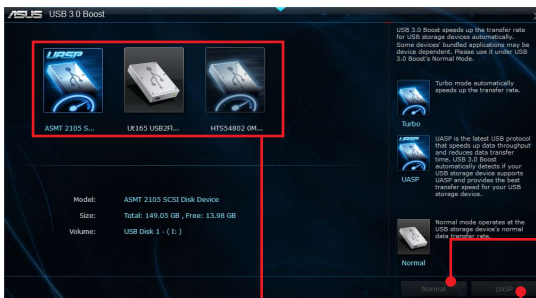 ASUS USB 3.0 Boost
USB 3.0 Boost speeds up the transfer rate
for USB storage devices automatically.
Some devices' bundled applications may be
device dependent. Please use it under USB
3.0 Boost's Normal Mode.
UASP
ASMT 2105 S...
Ut165 USB2Fl...
HTS54802 0M...
Turbo mode automatically
speeds up the transfer rate.
Turbo
UASP
UASP is the latest USB protocol
that speeds up data throughput
and reduces data transfer
time. USB 3.0 Boost
automatically detects if your
USB storage device supports
UASP and provides the best
transfer speed for your USB
storage device.
UASP
Model: ASMT 2105 SCSI Disk Device
Size: Total: 149.05 GB , Free: 13.98 GB
Volume: USB Disk 1 - ( I: )
Normal mode operates at the
USB storage device's normal
data transfer rate.
Normal
Normal
UASP